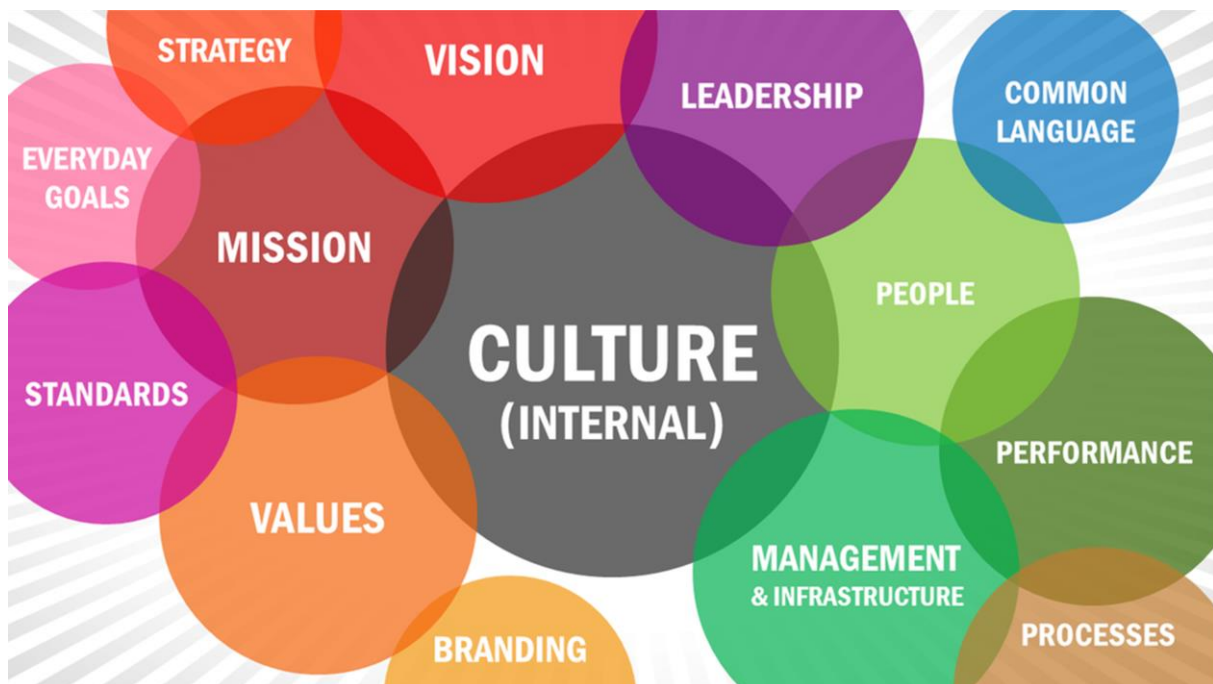 STRATEGY
VISION
LEADERSHIP
COMMON
LANGUAGE
EVERYDAY
GOALS
MISSION
PEOPLE
CULTURE
(INTERNAL)
STANDARDS
PERFORMANCE
VALUES
MANAGEMENT
& INFRASTRUCTURE
BRANDING
PROCESSES